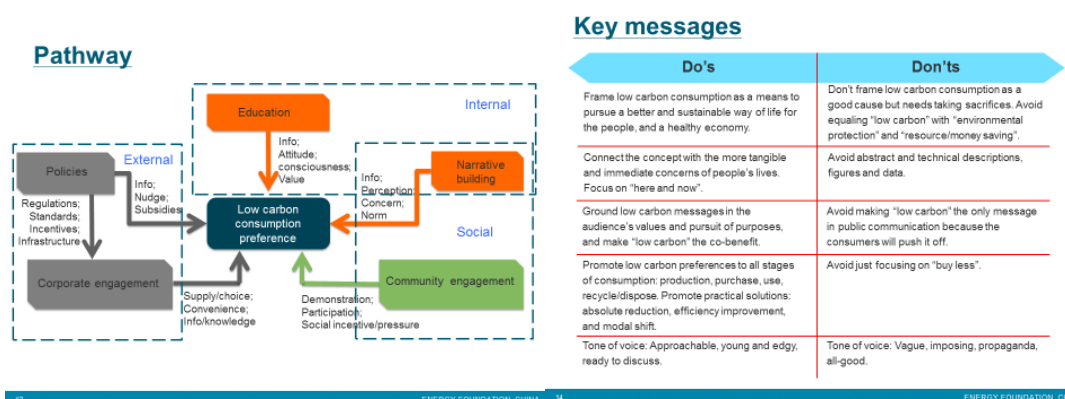 Pathway
Education
Internal
Info;
Attitude;
consciousness;
Value
External
Policies
Info;
Nudge;
Subsidies
Regulations;
Standards;
Incentives;
Infrastructure
Narrative
building
Info;
Perception;
Concern;
Norm
Low carbon
consumption
preference
Social
Corporate engagement
Supply/choice;
Convenience;
Info/knowledge
Community engagement
Demonstration;
Participation;
Social incentive/pressure
ENERGY FOUNDATION, CHINA
Key messages
Do's
Don'ts
Frame low carbon consumption as a means to
pursue a better and sustainable way of life for
the people, and a healthy economy.
Don't frame low carbon consumption as a
good cause but needs taking sacrifices. Avoid
equaling “low carbon” with “environmental
protection” and “resource/money saving”.
Connect the concept with the more tangible
and immediate concerns of people's lives.
Focus on “here and now”.
Avoid abstract and technical descriptions,
figures and data.
Ground low carbon messages in the
audience's values and pursuit of purposes,
and make “low carbon” the co-benefit.
Avoid making “low carbon” the only message
in public communication because the
consumers will push it off.
Promote low carbon preferences to all stages
of consumption: production, purchase, use,
recycle/dispose. Promote practical solutions:
absolute reduction, efficiency improvement,
and modal shift.
Avoid just focusing on “buy less”.
Tone of voice: Approachable, young and edgy,
ready to discuss.
Tone of voice: Vague, imposing, propaganda,
all-good.
14
ENERGY FOUNDATION, C